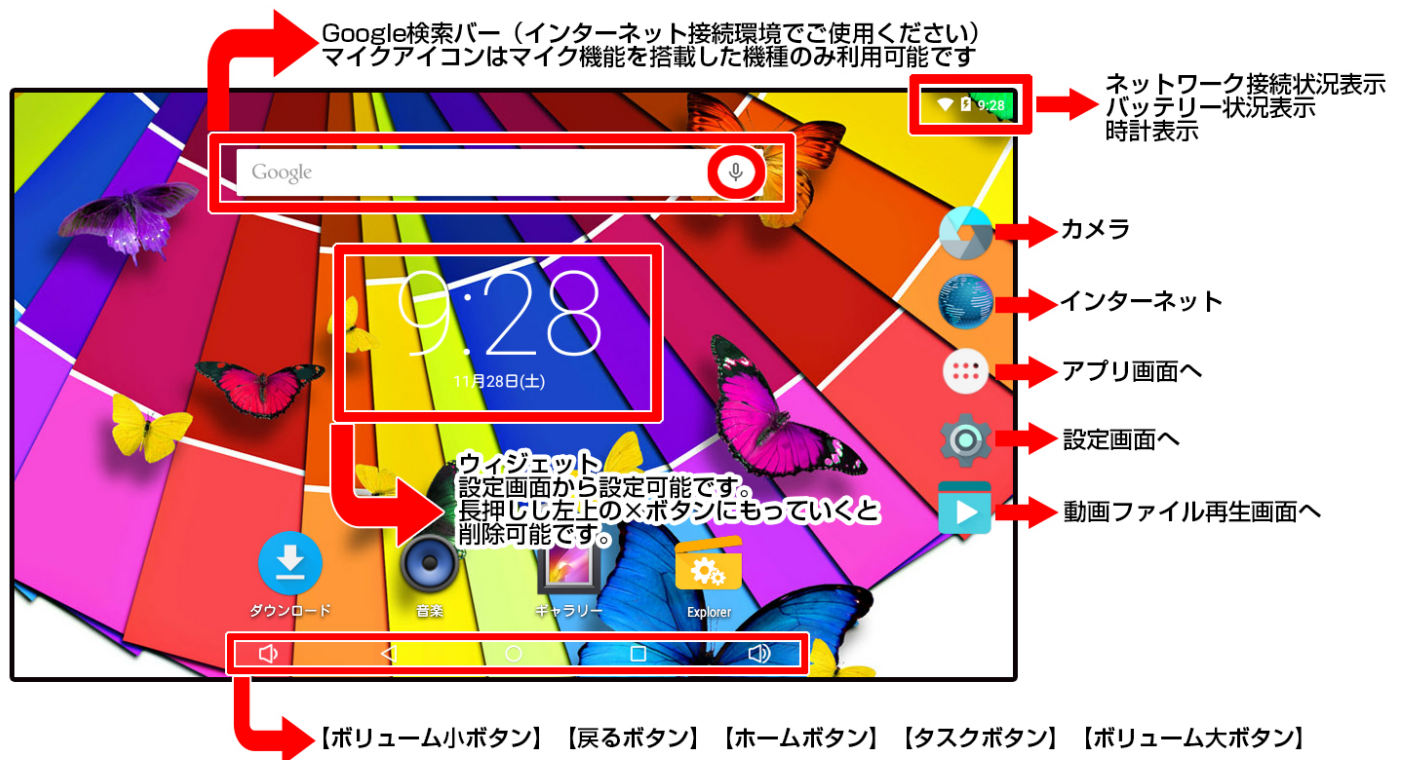 Google検索バー（インターネット接続環境でご使用ください）
マイクアイコンはマイク機能を搭載した機種のみ利用可能です
ネットワーク接続状況表示
バッテリー状況表示
時計表示
9:28
Google
カメラ
インターネット
アプリ画面へ
設定画面へ
動画ファイル再生画面へ
9:28
11月28日(土)
ウィジェット
設定画面から設定可能です。
長押しし左上の×ボタンにもっていくと
削除可能です。
ダウンロード 音楽 ギャラリー Explorer
【ボリューム小ボタン】【戻るボタン】【ホームボタン】【タスクボタン】【ボリューム大ボタン】